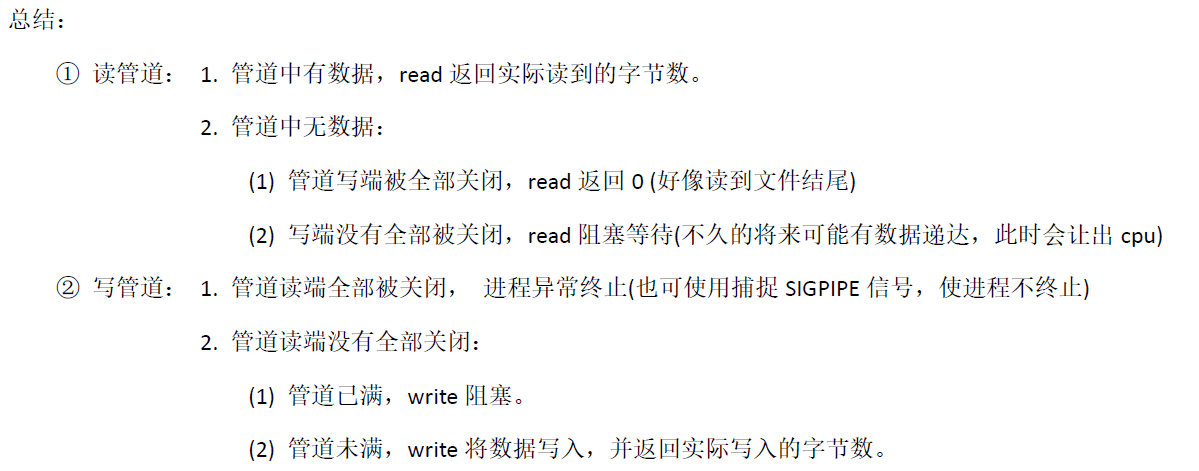 总结：
① 读管道： 1. 管道中有数据，read 返回实际读到的字节数。
2. 管道中无数据：
(1) 管道写端被全部关闭，read 返回 0 (好像读到文件结尾)
(2) 写端没有全部被关闭，read 阻塞等待(不久的将来可能有数据递达，此时会让出 cpu)
② 写管道： 1. 管道读端全部被关闭， 进程异常终止(也可使用捕捉 SIGPIPE 信号，使进程不终止)
2. 管道读端没有全部关闭：
(1) 管道已满，write 阻塞。
(2) 管道未满，write 将数据写入，并返回实际写入的字节数。